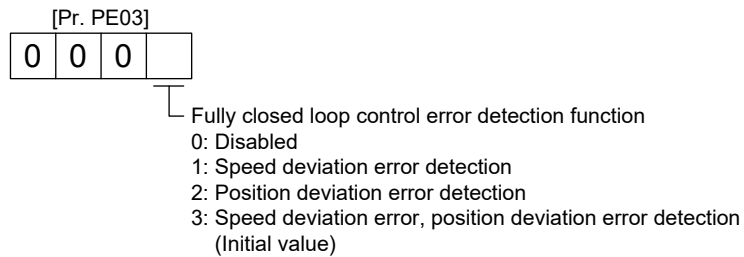 [Pr. PE03]
0 0 0
Fully closed loop control error detection function
0: Disabled
1: Speed deviation error detection
2: Position deviation error detection
3: Speed deviation error, position deviation error detection
(Initial value)